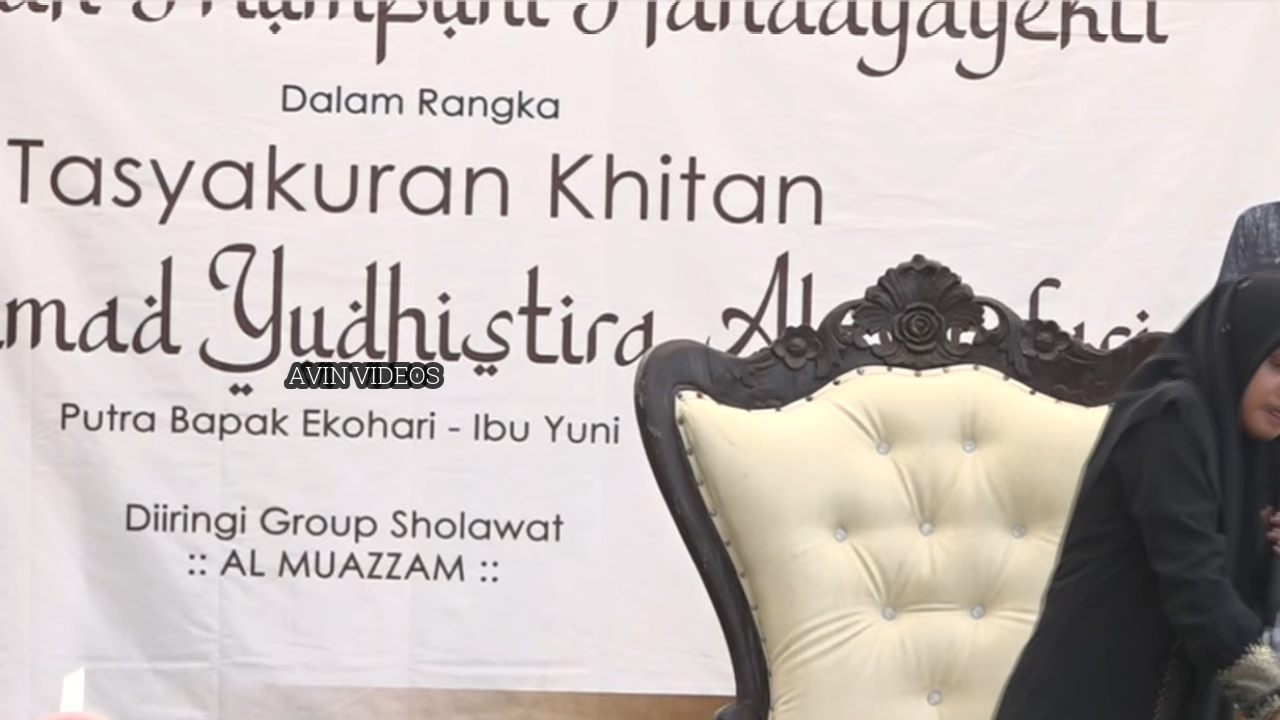 Dalam Rangka
Tasyakuran Khitan
Yudhistira
AVIN VIDEOS
Putra Bapak Ekohari - Ibu Yuni
Diiringi Group Sholawat
:: AL MUAZZAM ::